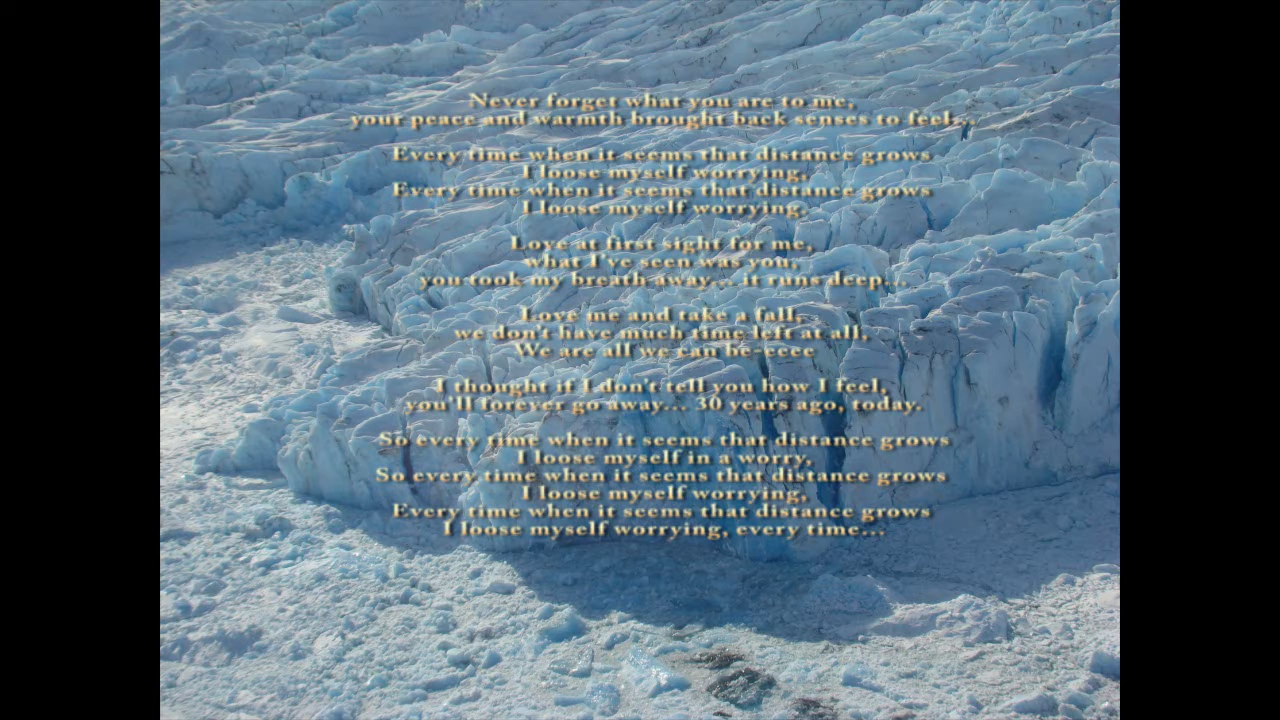 Never forget what you are to me,
your peace and warmth brought back senses to feel...
Every time when it seems that distance grows
I loose myself worrying,
Every time when it seems that distance grows
I loose myself worrying.
Love at first sight for me,
what I've seen was you,
you took my breath away... it runs deep...
Love me and take a fall,
we don't have much time left at all,
We are all we can be-eeee
I thought if I don't tell you how I feel,
you'll forever go away... 30 years ago, today.
So every time when it seems that distance grows
I loose myself in a worry,
So every time when it seems that distance grows
I loose myself worrying,
Every time when it seems that distance grows
I loose myself worrying, every time...